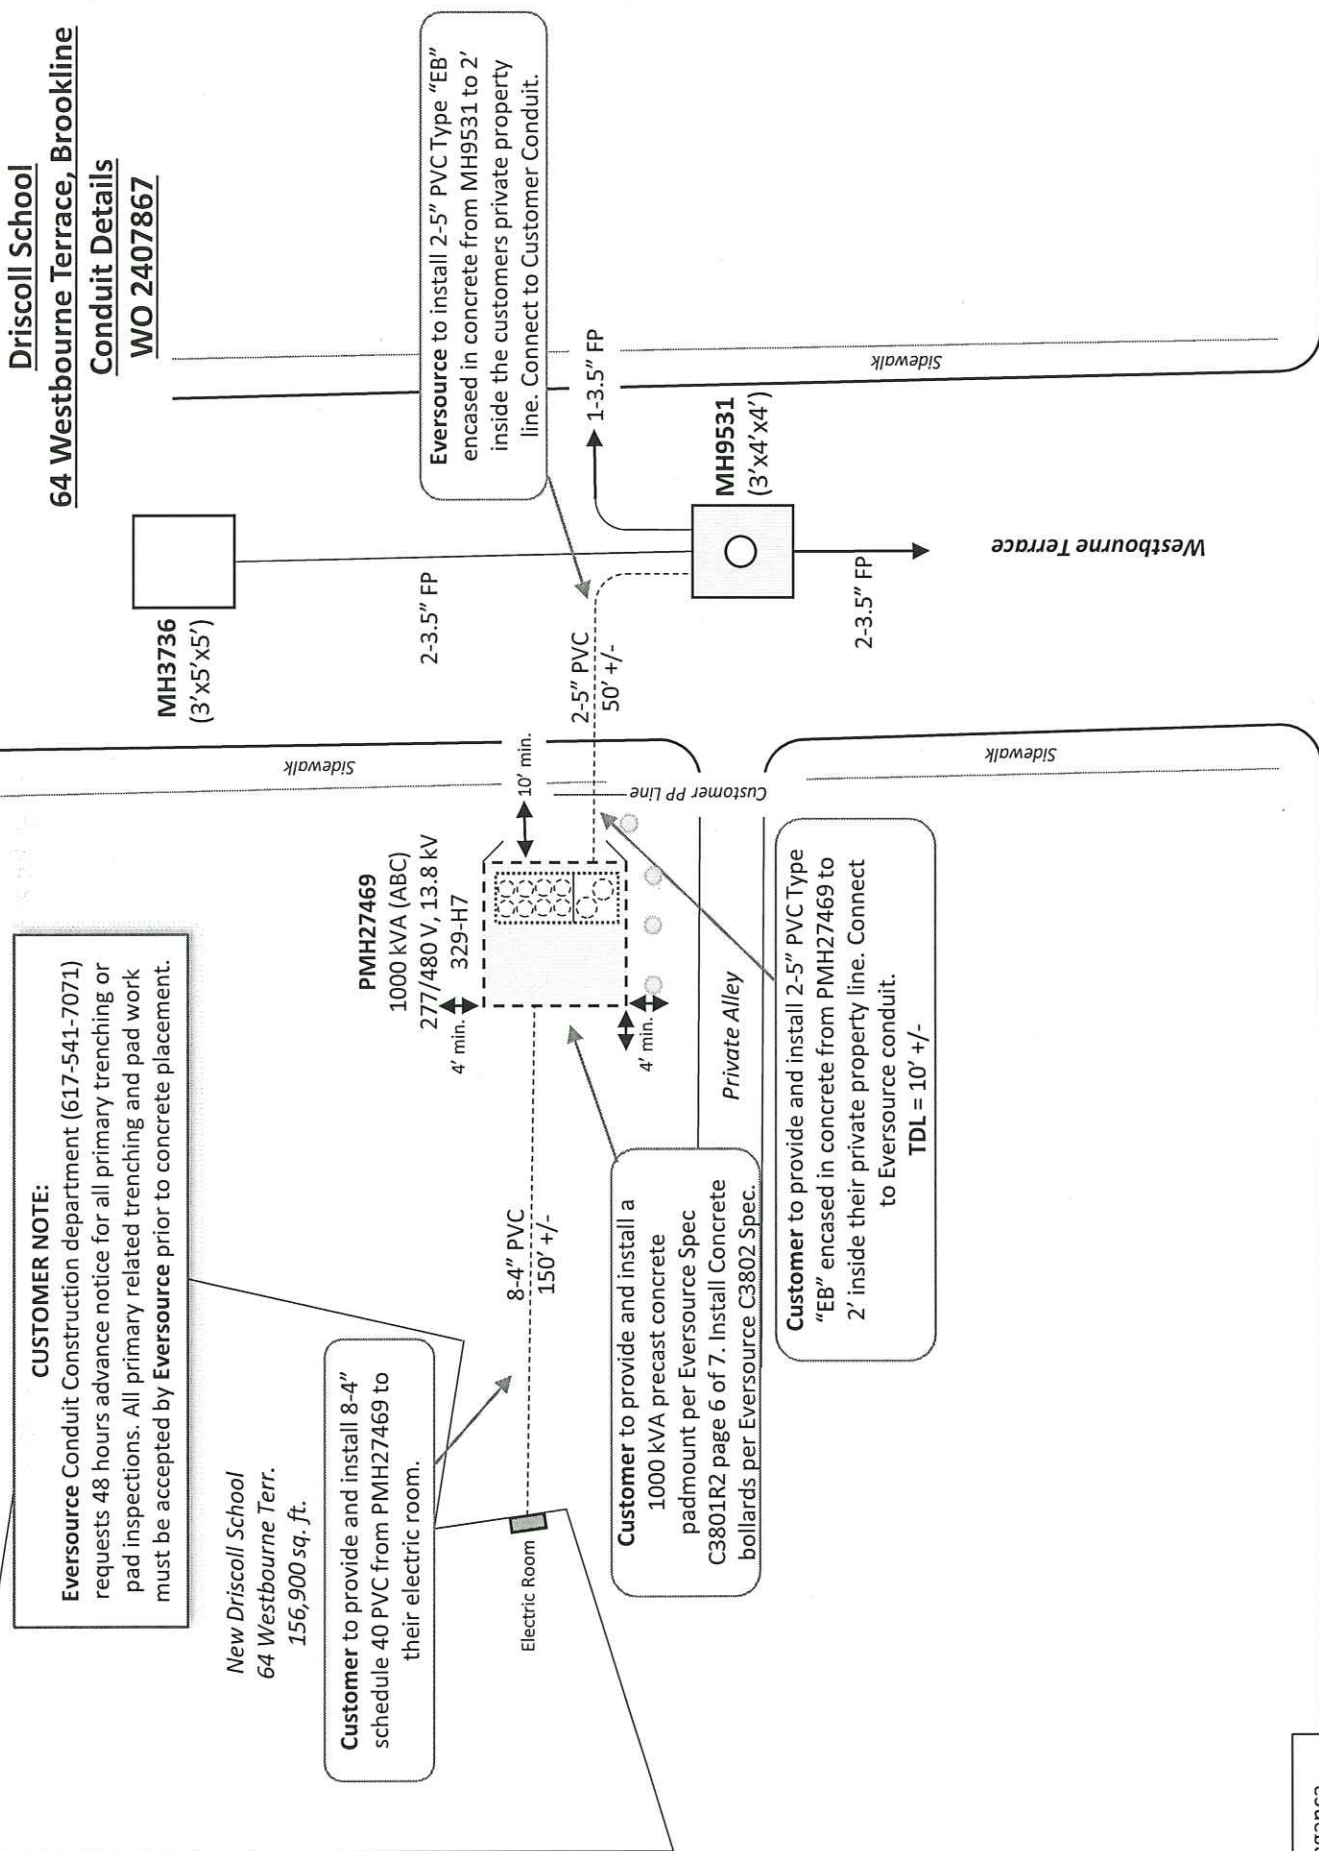 Driscoll School
64 Westbourne Terrace, Brookline
Conduit Details
WO 2407867
CUSTOMER NOTE:
Eversource Conduit Construction department (617-541-7071)
requests 48 hours advance notice for all primary trenching or
pad inspections. All primary related trenching and pad work
must be accepted by Eversource prior to concrete placement.
New Driscoll School
64 Westbourne Terr.
156,900 sq. ft.
Customer to provide and install 8-4"
schedule 40 PVC from PMH27469 to
their electric room.
Electric Room
8-4" PVC
150' +/-
Customer to provide and install a
1000 kVA precast concrete
padmount per Eversource Spec
C3801R2 page 6 of 7. Install Concrete
bollards per Eversource C3802 Spec.
PMH27469
1000 kVA (ABC)
277/480 V, 13.8 kV
329-H7
4' min.
4' min.
10' min.
Private Alley
Customer to provide and install 2-5" PVC Type
"EB" encased in concrete from PMH27469 to
2' inside their private property line. Connect
to Eversource conduit.
TDL = 10' +/-
Sidewalk
Customer PP Line
Sidewalk
MH3736
(3'x5'x5')
2-3.5" FP
2-5" PVC
50' +/-
Eversource to install 2-5" PVC Type "EB"
encased in concrete from MH9531 to 2'
inside the customers private property
line. Connect to Customer Conduit.
1-3.5" FP
MH9531
(3'x4'x4')
2-3.5" FP
Westbourne Terrace
Sidewalk